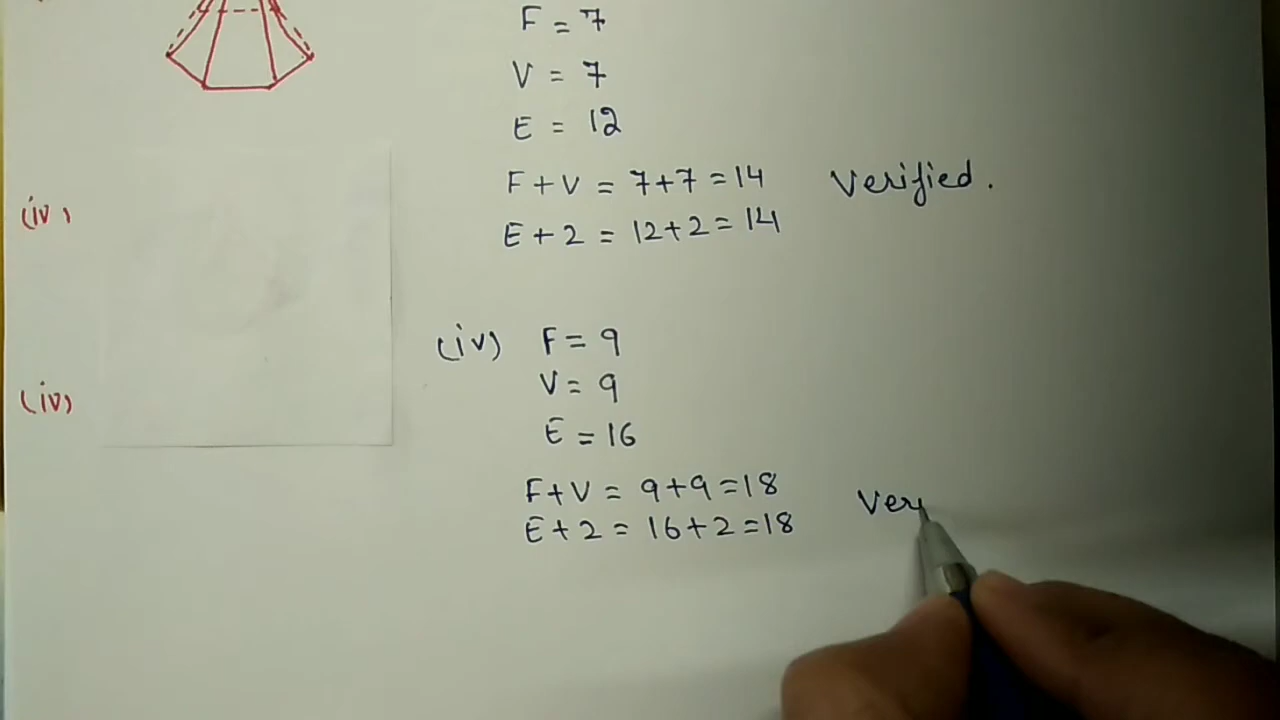 F = 7
V = 7
E = 12
F + V = 7+7 = 14 Verified.
E + 2 = 12+2 = 14
(iv)
(iv) F = 9
V = 9
(iv)
E = 16
F+V = 9+9 = 18
E + 2 = 16+2 = 18 Ver